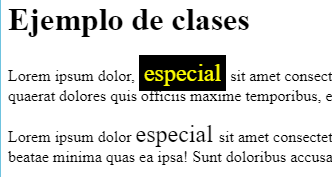 Ejemplo de clases
Lorem ipsum dolor, especial sit amet consect
quaerat dolores quis officiis maxime temporibus, e
Lorem ipsum dolor especial sit amet consectet
beatae minima quas ea ipsa! Sunt doloribus accusa